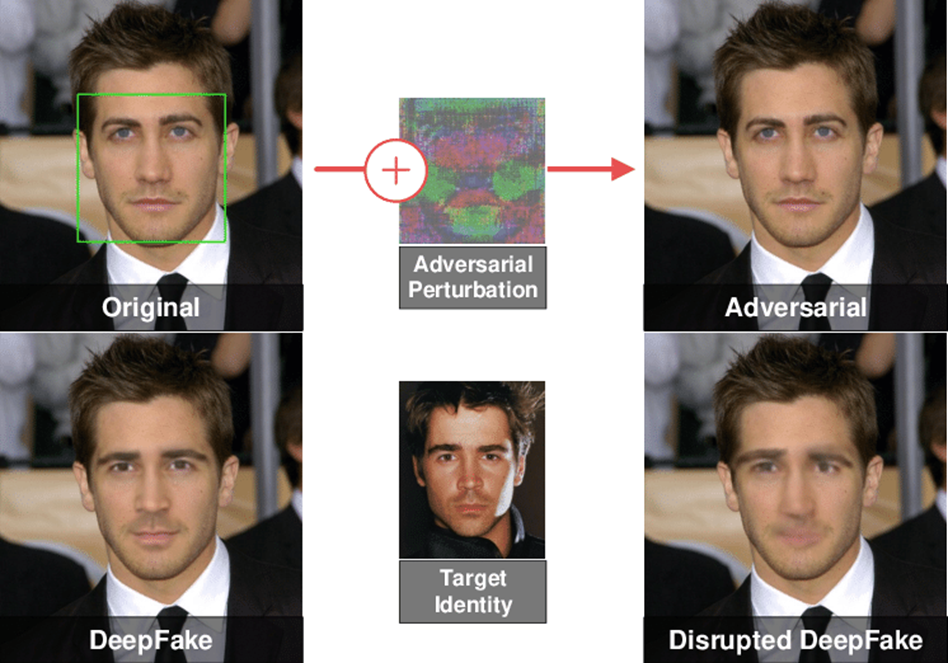 Original
Adversarial
Perturbation
Adversarial
DeepFake
Target
Identity
Disrupted DeepFake